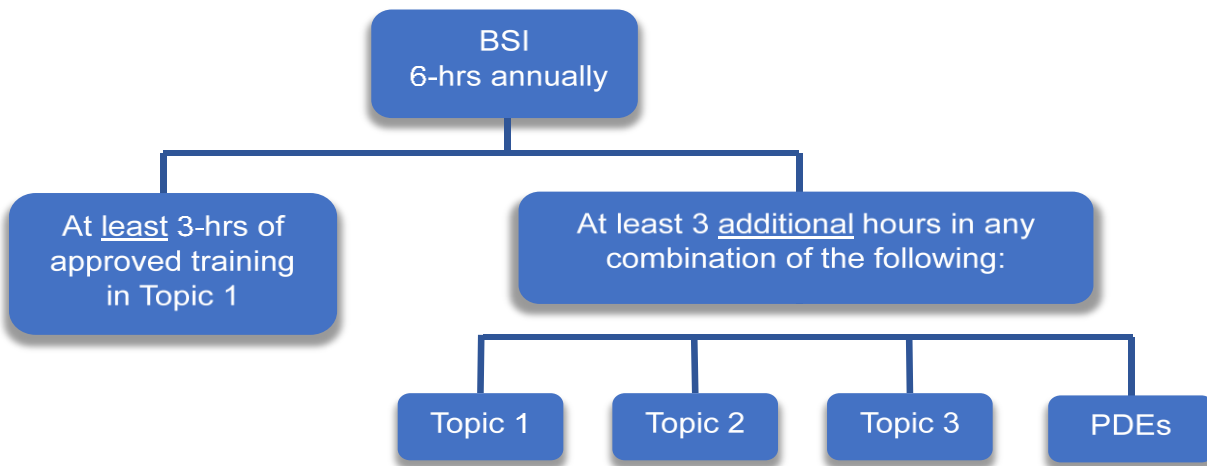 BSI
6-hrs annually
At least 3-hrs of
approved training
in Topic 1
At least 3 additional hours in any
combination of the following:
Topic 1
Topic 2
Topic 3
PDEs